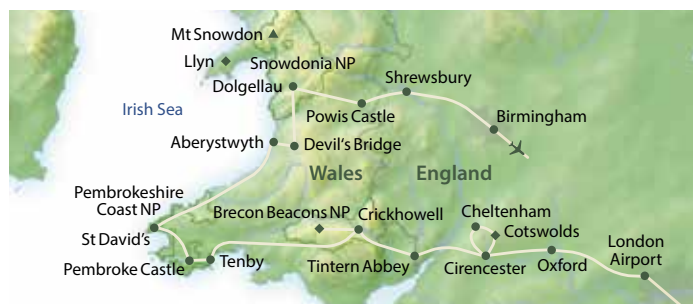 Mt Snowdon
Llyn
Snowdonia NP
Dolgellau
Shrewsbury
Irish Sea
Powis Castle
Birmingham
Aberystwyth
Devil‘s Bridge
Wales
England
Pembrokeshire
Coast NP
Brecon Beacons NP
Crickhowell
Cheltenham
Cotswolds
St David's
London
Airport
Pembroke Castle
Tenby
Tintern Abbey
Cirencester
Oxford